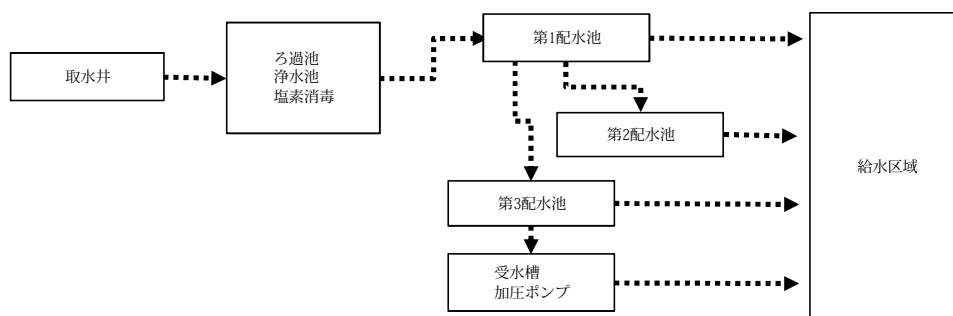 取水井
ろ過池
浄水池
塩素消毒
第1配水池
第2配水池
第3配水池
受水槽
加圧ポンプ
給水区域